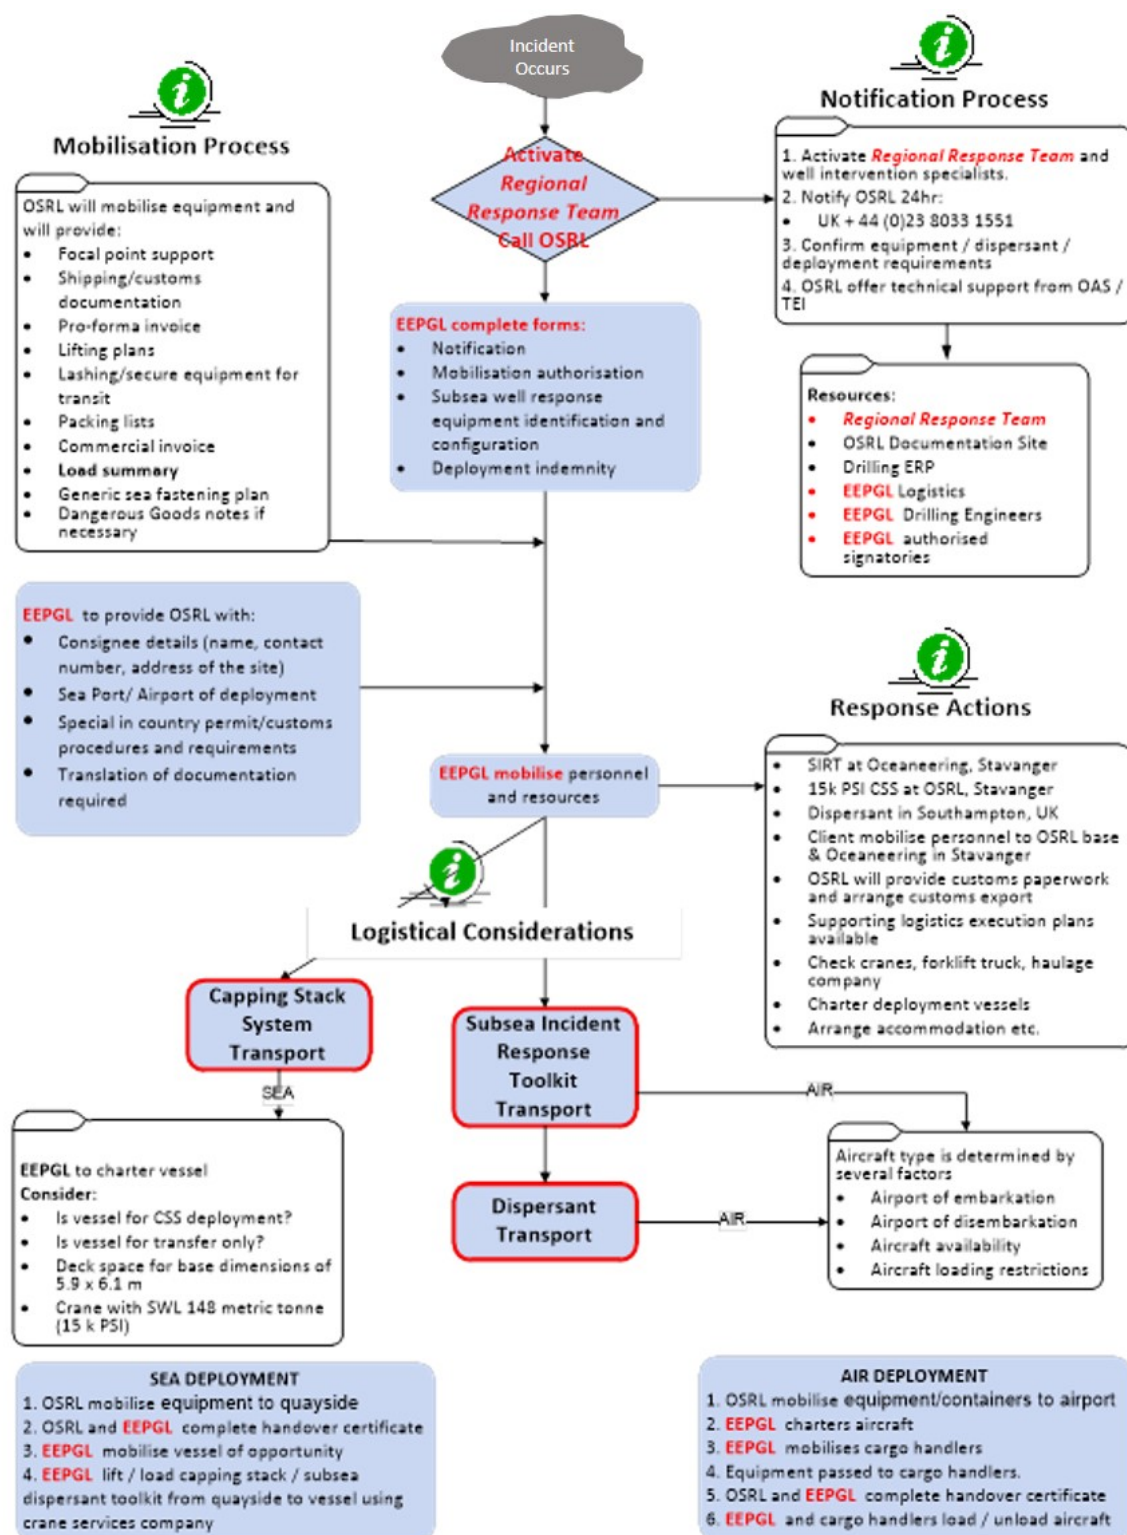 Incident
Occurs
Mobilisation Process
OSRL will mobilise equipment and
will provide:
• Focal point support
• Shipping/customs
documentation
• Pro-forma invoice
• Lifting plans
• Lashing/secure equipment for
transit
• Packing lists
• Commercial invoice
• Load summary
• Generic sea fastening plan
• Dangerous Goods notes if
necessary
Activate
Regional
Response Team
Call OSRL
Notification Process
1. Activate Regional Response Team and
well intervention specialists.
2. Notify OSRL 24hr:
• UK + 44 (0)23 8033 1551
3. Confirm equipment / dispersant /
deployment requirements
4. OSRL offer technical support from OAS /
TEI
EEPGL complete forms:
• Notification
• Mobilisation authorisation
• Subsea well response
equipment identification and
configuration
• Deployment indemnity
Resources:
• Regional Response Team
• OSRL Documentation Site
• Drilling ERP
• EEPGL Logistics
• EEPGL Drilling Engineers
• EEPGL authorised
signatories
EEPGL to provide OSRL with:
• Consignee details (name, contact
number, address of the site)
• Sea Port/ Airport of deployment
• Special in country permit/customs
procedures and requirements
• Translation of documentation
required
EEPGL mobilise personnel
and resources
Response Actions
• SIRT at Oceaneering, Stavanger
• 15k PSI CSS at OSRL, Stavanger
• Dispersant in Southampton, UK
• Client mobilise personnel to OSRL base
& Oceaneering in Stavanger
• OSRL will provide customs paperwork
and arrange customs export
• Supporting logistics execution plans
available
• Check cranes, forklift truck, haulage
company
• Charter deployment vessels
• Arrange accommodation etc.
Logistical Considerations
Capping Stack
System
Transport
SEA
Subsea Incident
Response
Toolkit
Transport
AIR
Dispersant
Transport
AIR
EEPGL to charter vessel
Consider:
• Is vessel for CSS deployment?
• Is vessel for transfer only?
• Deck space for base dimensions of
5.9 x 6.1 m
• Crane with SWL 148 metric tonne
(15 k PSI)
Aircraft type is determined by
several factors
• Airport of embarkation
• Airport of disembarkation
• Aircraft availability
• Aircraft loading restrictions
SEA DEPLOYMENT
1. OSRL mobilise equipment to quayside
2. OSRL and EEPGL complete handover certificate
3. EEPGL mobilise vessel of opportunity
4. EEPGL lift / load capping stack / subsea
dispersant toolkit from quayside to vessel using
crane services company
AIR DEPLOYMENT
1. OSRL mobilise equipment/containers to airport
2. EEPGL charters aircraft
3. EEPGL mobilises cargo handlers
4. Equipment passed to cargo handlers.
5. OSRL and EEPGL complete handover certificate
6. EEPGL and cargo handlers load / unload aircraft